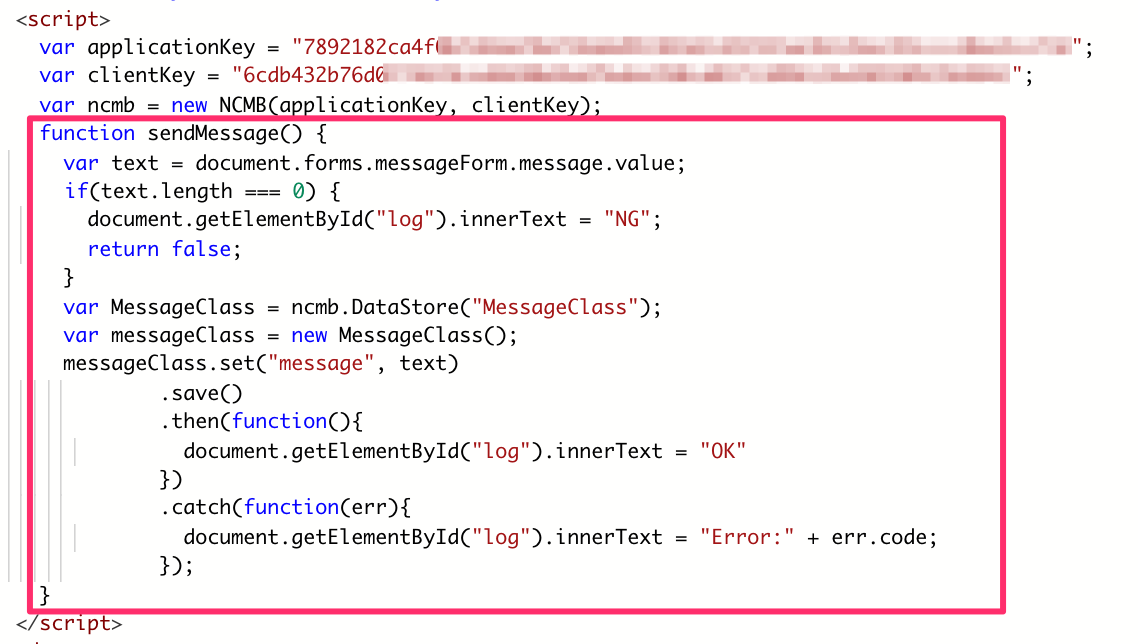 <script>
var applicationKey = "7892182ca4f ";
var clientKey = "6cdb432b76d0 ";
var ncmb = new NCMB(applicationKey, clientKey);
function sendMessage() {
var text = document.forms.messageForm.message.value;
if(text.length === 0) {
document.getElementById("log").innerText = "NG";
return false;
}
var MessageClass = ncmb.DataStore("MessageClass");
var messageClass = new MessageClass();
messageClass.set("message", text)
.save()
.then(function(){
document.getElementById("log").innerText = "OK"
})
.catch(function(err){
document.getElementById("log").innerText = "Error:" + err.code;
});
}
</script>